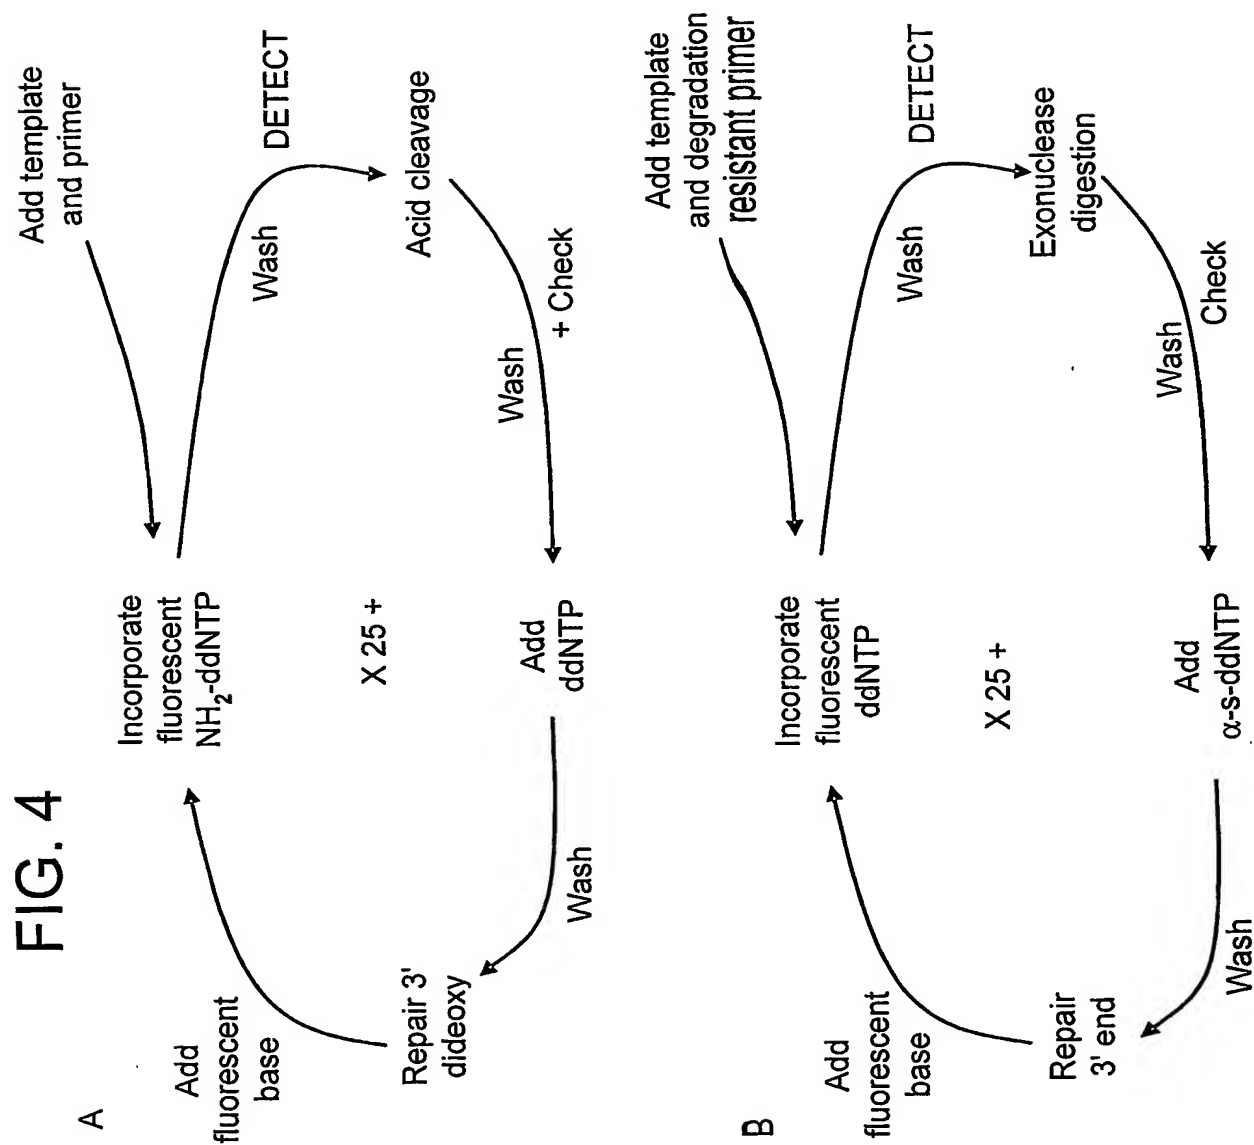 FIG. 4
A
Add template
and primer
Incorporate
fluorescent
NH₂-ddNTP
Wash
DETECT
Acid cleavage
Wash
+ Check
Add
ddNTP
Wash
Repair 3'
dideoxy
Add
fluorescent
base
X 25 +
B
Add template
and degradation
resistant primer
Incorporate
fluorescent
ddNTP
Wash
DETECT
Exonuclease
digestion
Wash
Check
Add
α-s-ddNTP
Wash
Repair
3' end
Add
fluorescent
base
X 25 +